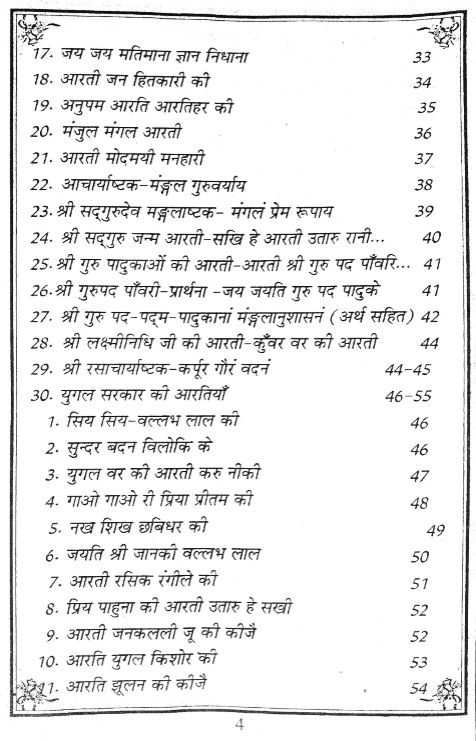 17. जय जय मतिमाना ज्ञान निधाना 33
18. आरती जन हितकारी की 34
19. अनुपम आरति आरतिहर की 35
20. मंजुल मंगल आरती 36
21. आरती मोदमयी मनहारी 37
22. आचार्याष्टक-मंङ्गल गुरुवर्याय 38
23. श्री सद्गुरुदेव मङ्गलाष्टक- मंगलं प्रेम रूपाय 39
24. श्री सद्गुरु जन्म आरती-सखि हे आरती उतारु रानी... 40
25. श्री गुरु पादुकाओं की आरती-आरती श्री गुरु पद पाँवरि... 41
26. श्री गुरुपद पाँवरी-प्रार्थना -जय जयति गुरु पद पादुके 41
27. श्री गुरु पद-पद्म-पादुकानां मंङ्गलानुशासनं (अर्थ सहित) 42
28. श्री लक्ष्मीनिधि जी की आरती-कुँवर वर की आरती 44
29. श्री रसाचार्याष्टक-कर्पूर गौरं वदनं 44-45
30. युगल सरकार की आरतियाँ 46-55
1. सिय सिय-वल्लभ लाल की 46
2. सुन्दर बदन विलोकि के 46
3. युगल वर की आरती करु नीकी 47
4. गाओ गाओ री प्रिया प्रीतम की 48
5. नख शिख छबिधर की 49
6. जयति श्री जानकी वल्लभ लाल 50
7. आरती रसिक रंगीले की 51
8. प्रिय पाहुना की आरती उतारु हे सखी 52
9. आरती जनकलली जू की कीजै 52
10. आरति युगल किशोर की 53
11. आरति झूलन की कीजै 54
4